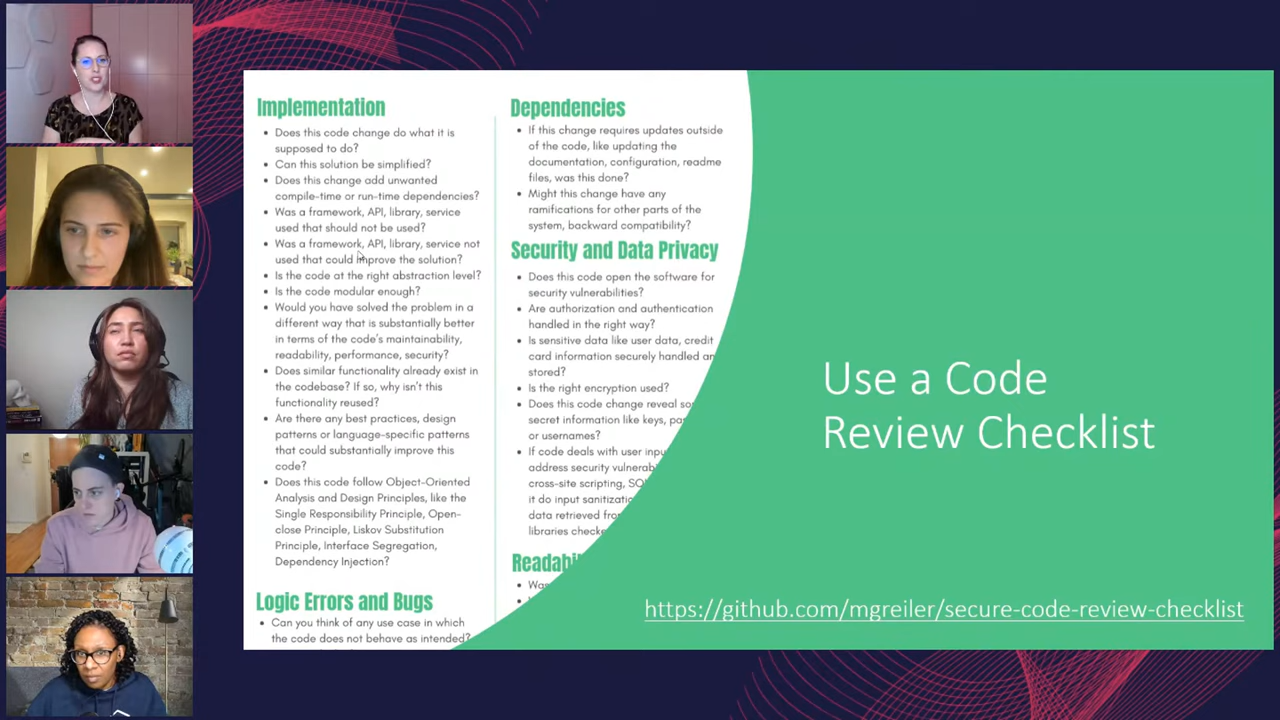 Implementation
Does this code change do what it is
supposed to do?
Can this solution be simplified?
Does this change add unwanted
compile-time or run-time dependencies?
Was a framework, API, library, service
used that should not be used?
Was a framework, API, library, service not
used that could improve the solution?
Is the code at the right abstraction level?
Is the code modular enough?
Would you have solved the problem in a
different way that is substantially better
in terms of the code's maintainability,
readability, performance, security?
Does similar functionality already exist in
the codebase? If so, why isn't this
functionality reused?
Are there any best practices, design
patterns or language-specific patterns
that could substantially improve this
code?
Does this code follow Object-Oriented
Analysis and Design Principles, like the
Single Responsibility Principle, Open-
close Principle, Liskov Substitution
Principle, Interface Segregation,
Dependency Injection?
Logic Errors and Bugs
Can you think of any use case in which
the code does not behave as intended?
Dependencies
If this change requires updates outside
of the code, like updating the
documentation, configuration, readme
files, was this done?
Might this change have any
ramifications for other parts of the
system, backward compatibility?
Security and Data Privacy
Does this code open the software for
security vulnerabilities?
Are authorization and authentication
handled in the right way?
Is sensitive data like user data, credit
card information securely handled an
stored?
Is the right encryption used?
Does this code change reveal so
secret information like keys, pa
or usernames?
If code deals with user inpu
address security vulnerab
cross-site scripting, SQ
it do input sanitizatio
data retrieved fro
libraries checke
Readabi
Was
Use a Code
Review Checklist
https://github.com/mgreiler/secure-code-review-checklist